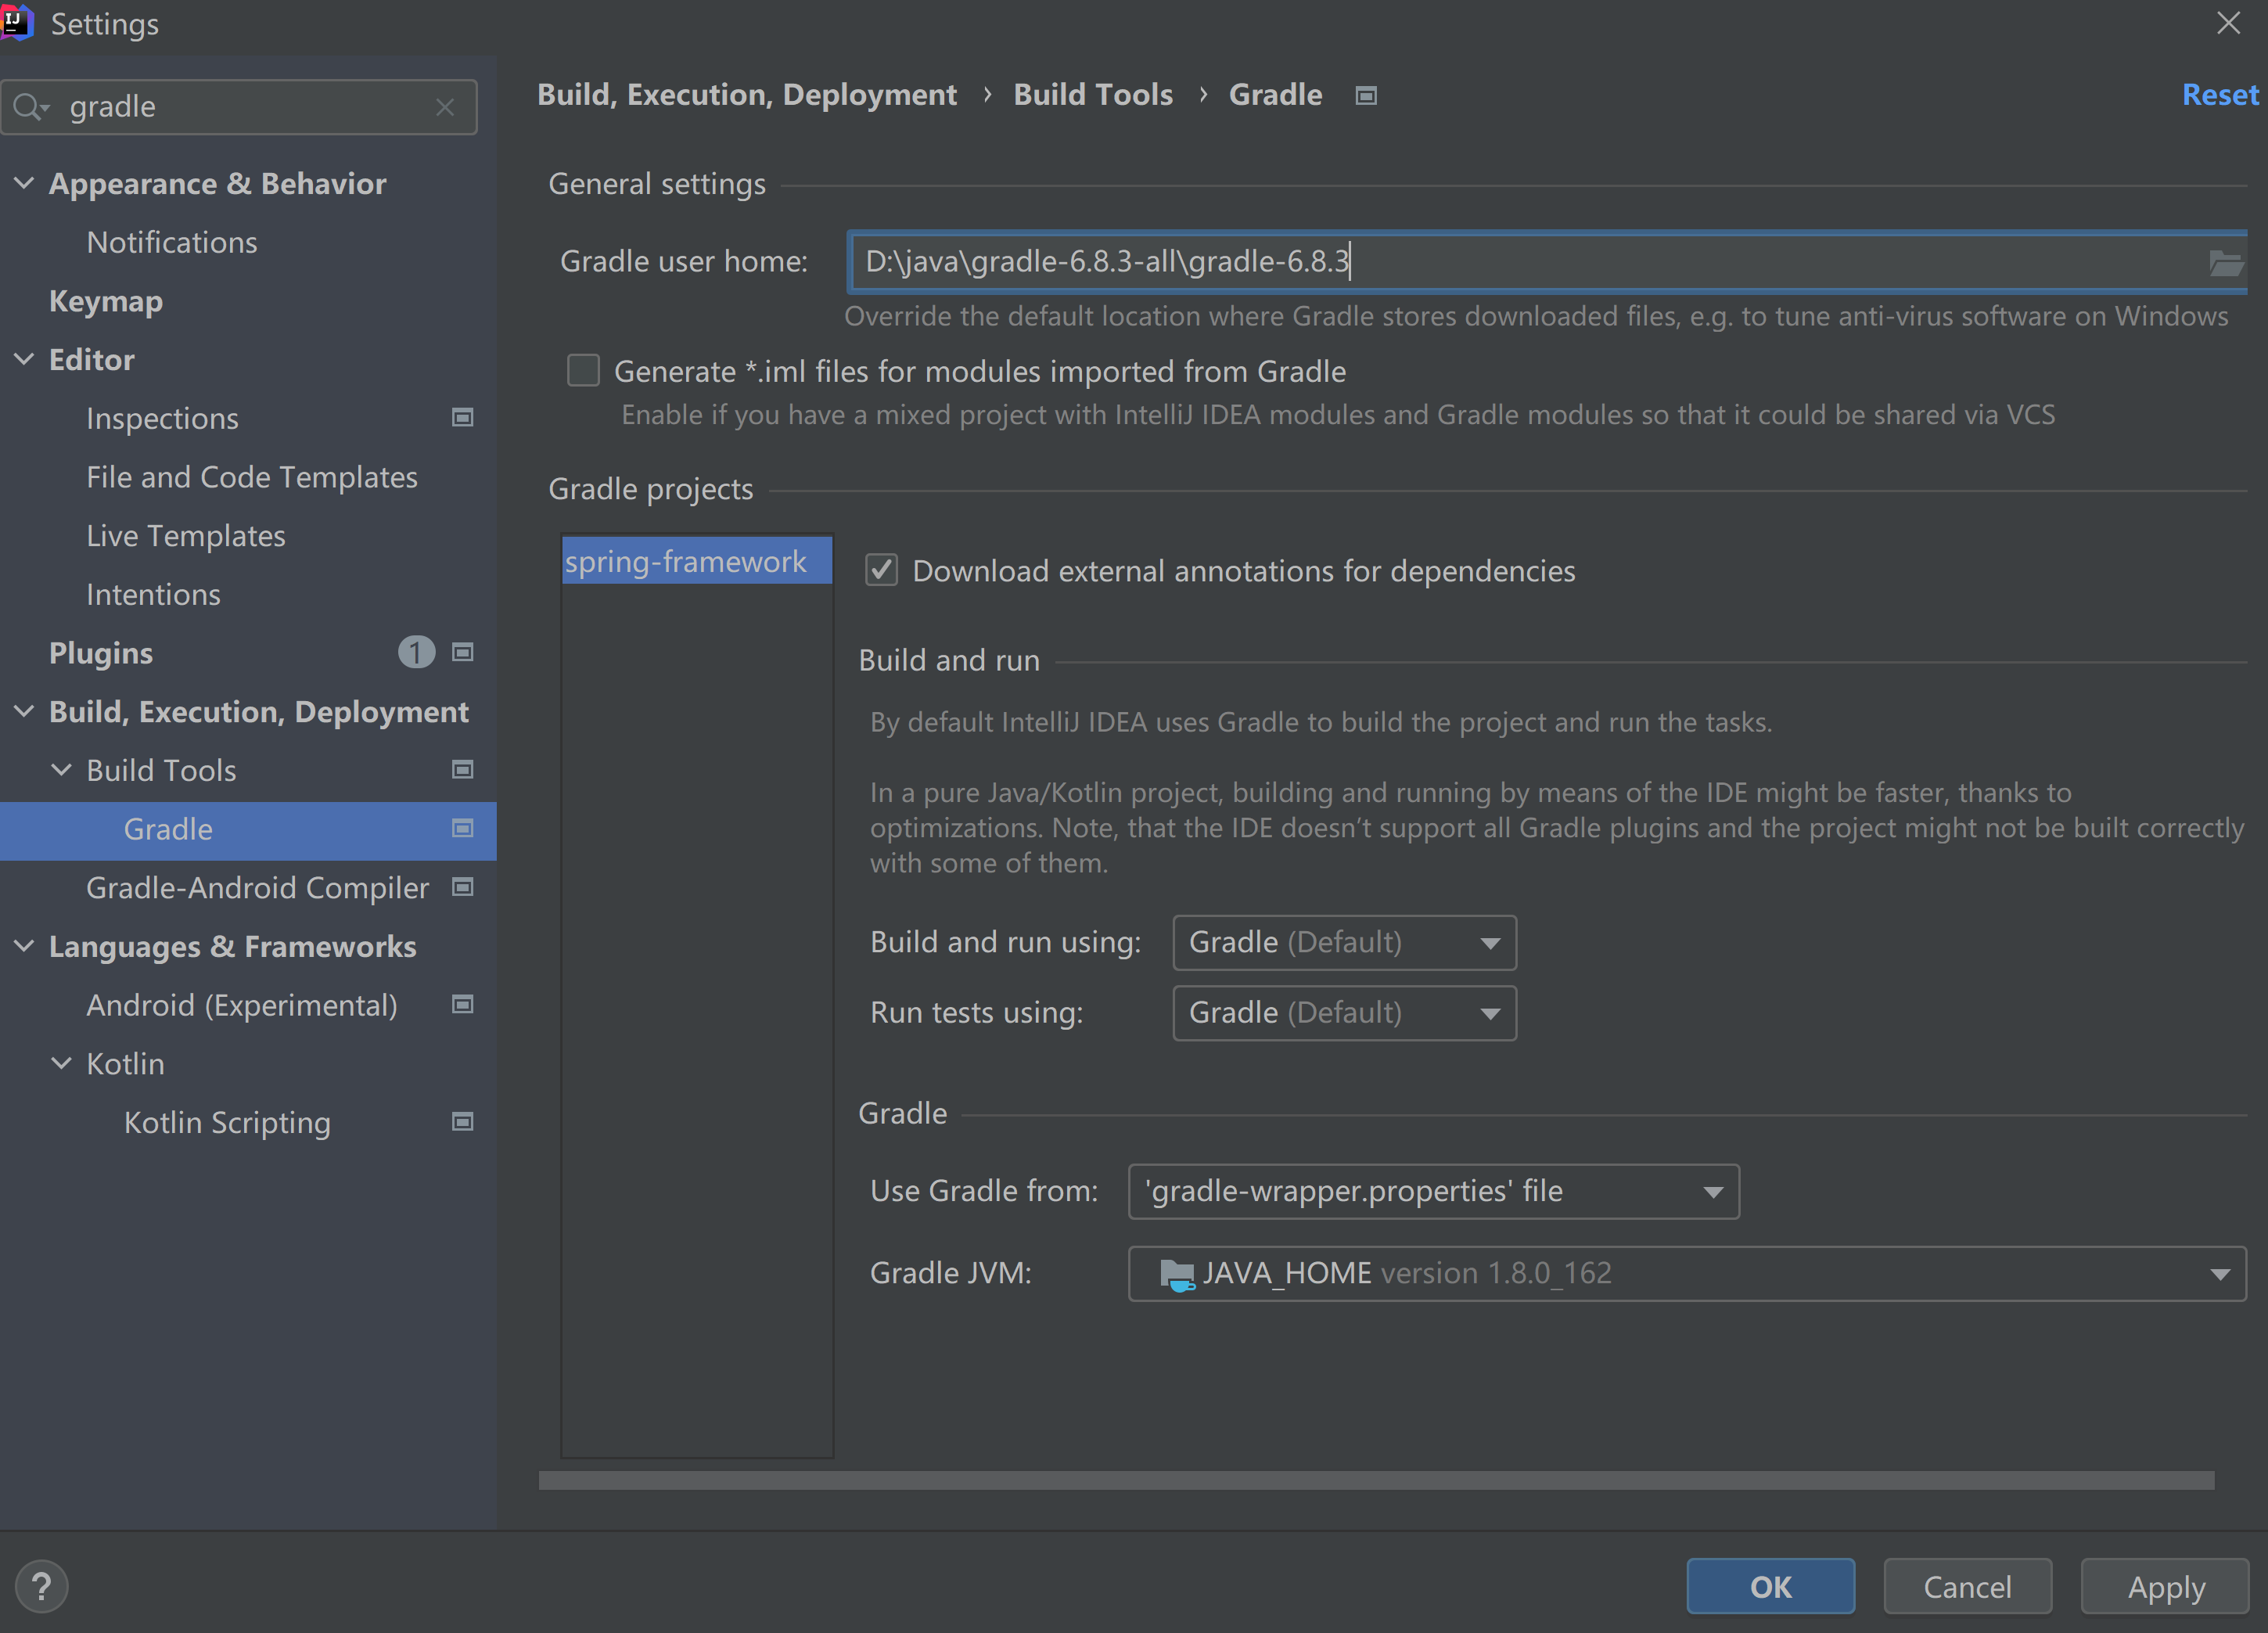 IJ
Settings
gradle
Appearance & Behavior
Notifications
Keymap
Editor
Inspections
File and Code Templates
Live Templates
Intentions
Plugins 1
Build, Execution, Deployment
Build Tools
Gradle
Gradle-Android Compiler
Languages & Frameworks
Android (Experimental)
Kotlin
Kotlin Scripting
Build, Execution, Deployment › Build Tools › Gradle
Reset
General settings
Gradle user home: D:\java\gradle-6.8.3-all\gradle-6.8.3
Override the default location where Gradle stores downloaded files, e.g. to tune anti-virus software on Windows
Generate *.iml files for modules imported from Gradle
Enable if you have a mixed project with IntelliJ IDEA modules and Gradle modules so that it could be shared via VCS
Gradle projects
spring-framework
Download external annotations for dependencies
Build and run
By default IntelliJ IDEA uses Gradle to build the project and run the tasks.
In a pure Java/Kotlin project, building and running by means of the IDE might be faster, thanks to
optimizations. Note, that the IDE doesn't support all Gradle plugins and the project might not be built correctly
with some of them.
Build and run using: Gradle (Default)
Run tests using: Gradle (Default)
Gradle
Use Gradle from: 'gradle-wrapper.properties' file
Gradle JVM: JAVA_HOME version 1.8.0_162
?
OK
Cancel
Apply